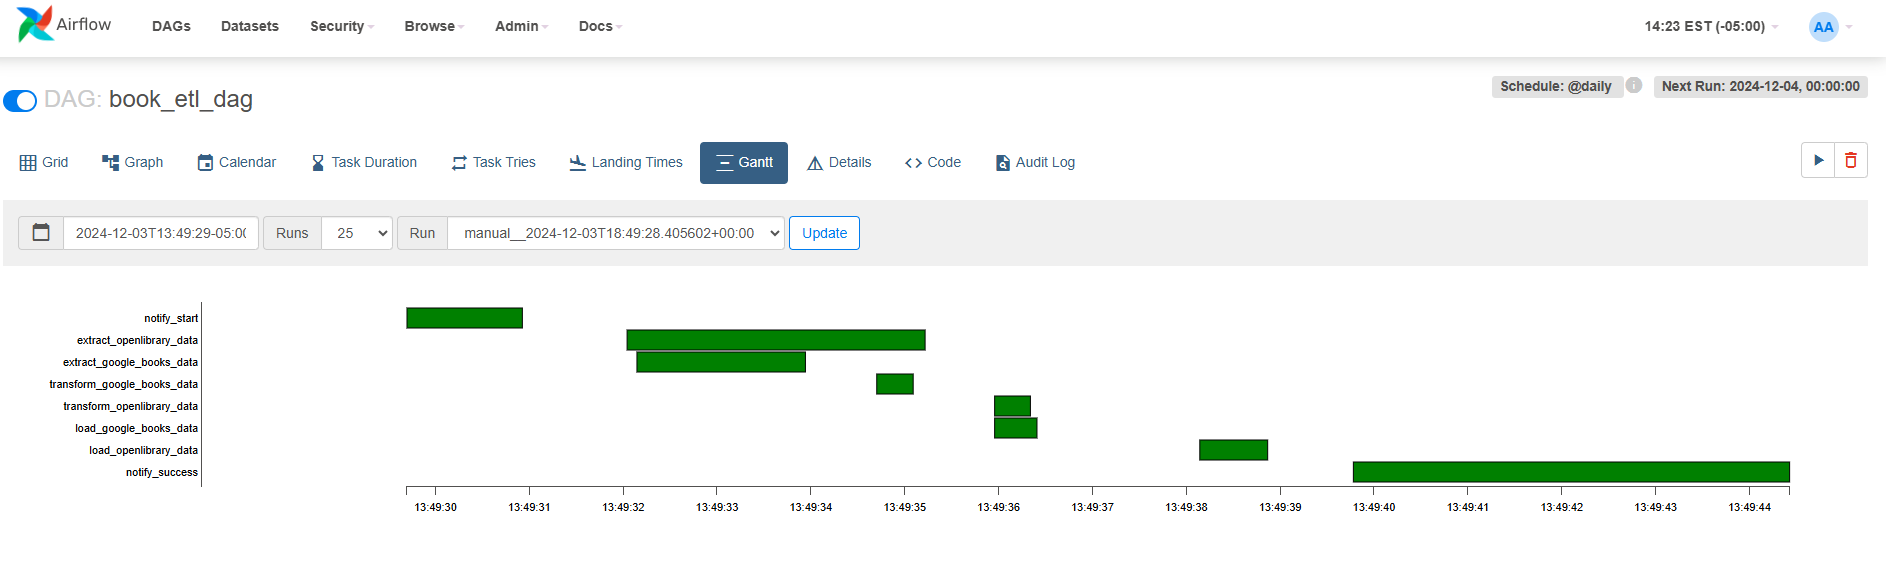 Airflow DAGs Datasets Security Browse Admin Docs 14:23 EST (-05:00) AA
DAG: book_etl_dag Schedule: @daily i Next Run: 2024-12-04, 00:00:00
Grid Graph Calendar Task Duration Task Tries Landing Times Gantt Details Code Audit Log
2024-12-03T13:49:29-05:00 Runs 25 Run manual__2024-12-03T18:49:28.405602+00:00 Update
notify_start
extract_openlibrary_data
extract_google_books_data
transform_google_books_data
transform_openlibrary_data
load_google_books_data
load_openlibrary_data
notify_success
13:49:30 13:49:31 13:49:32 13:49:33 13:49:34 13:49:35 13:49:36 13:49:37 13:49:38 13:49:39 13:49:40 13:49:41 13:49:42 13:49:43 13:49:44